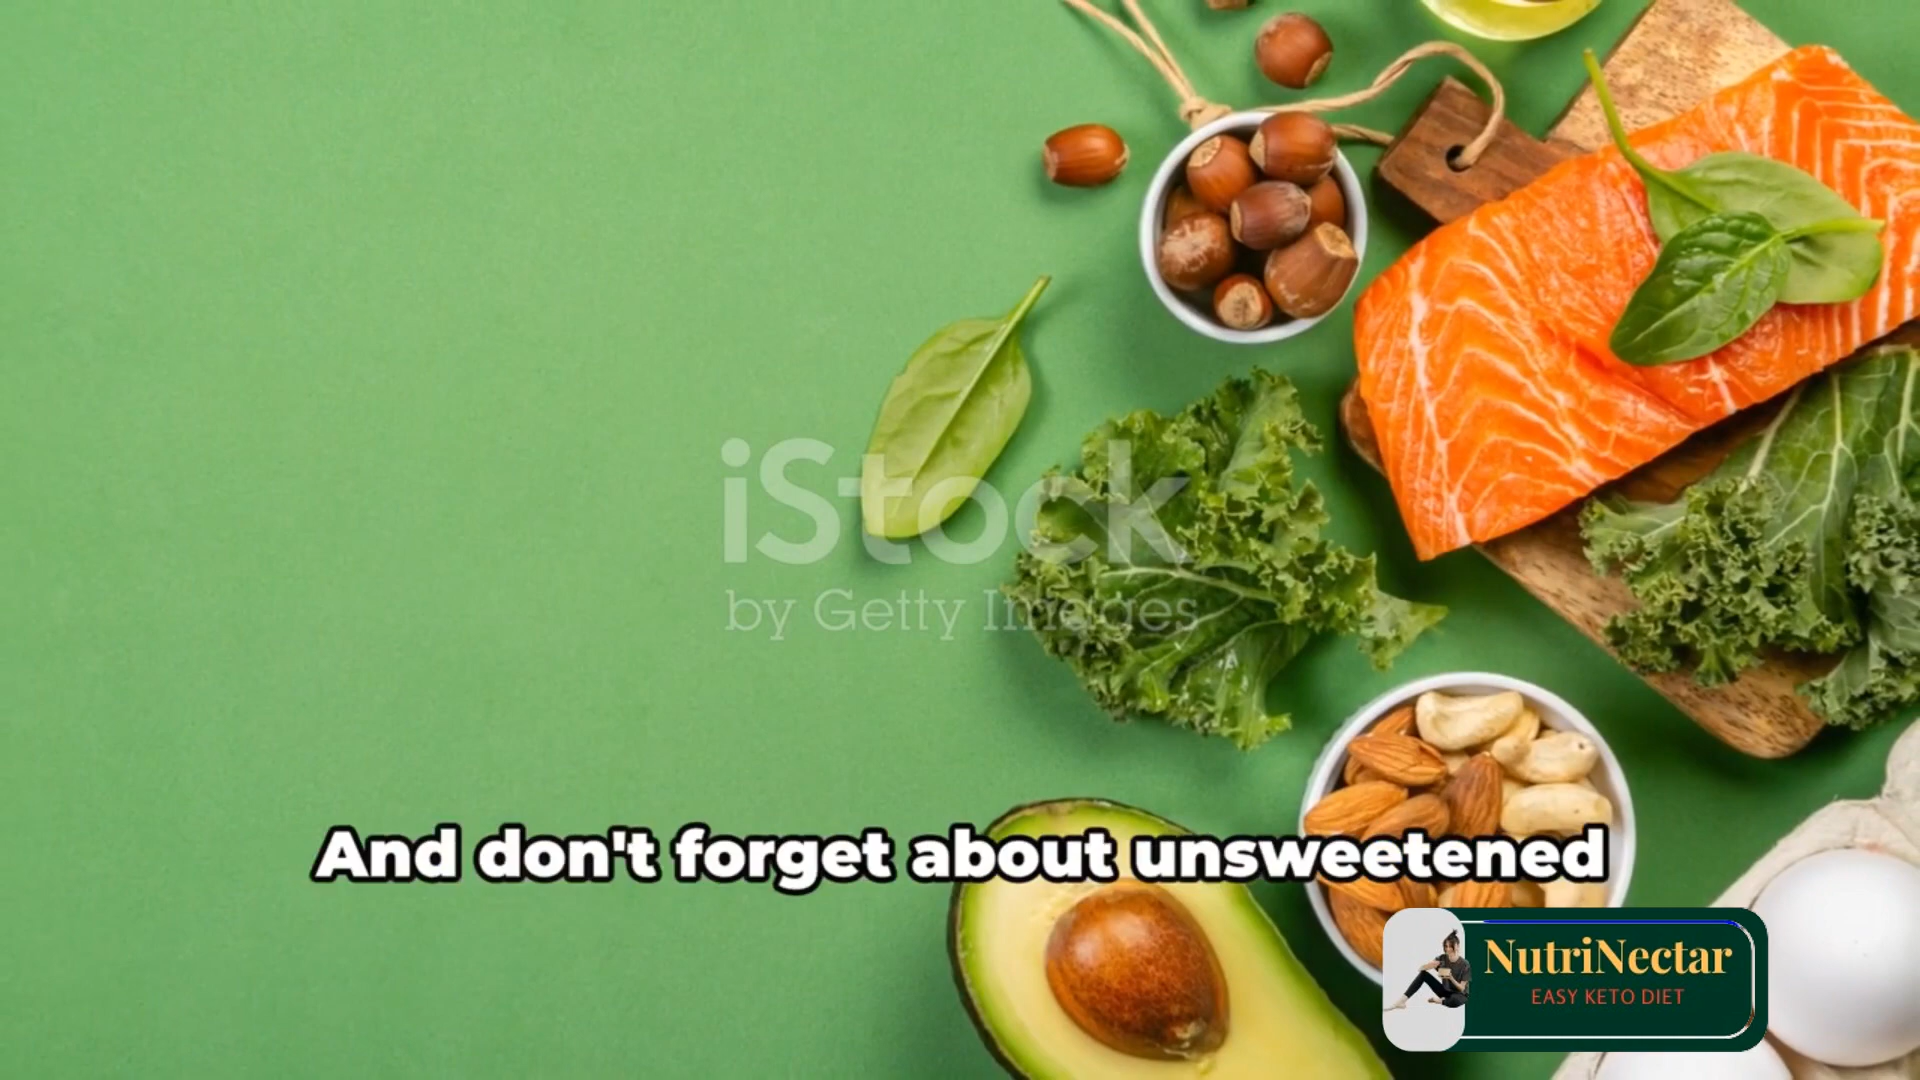 iStock
by Getty Images
And don't forget about unsweetened
NutriNectar
EASY KETO DIET